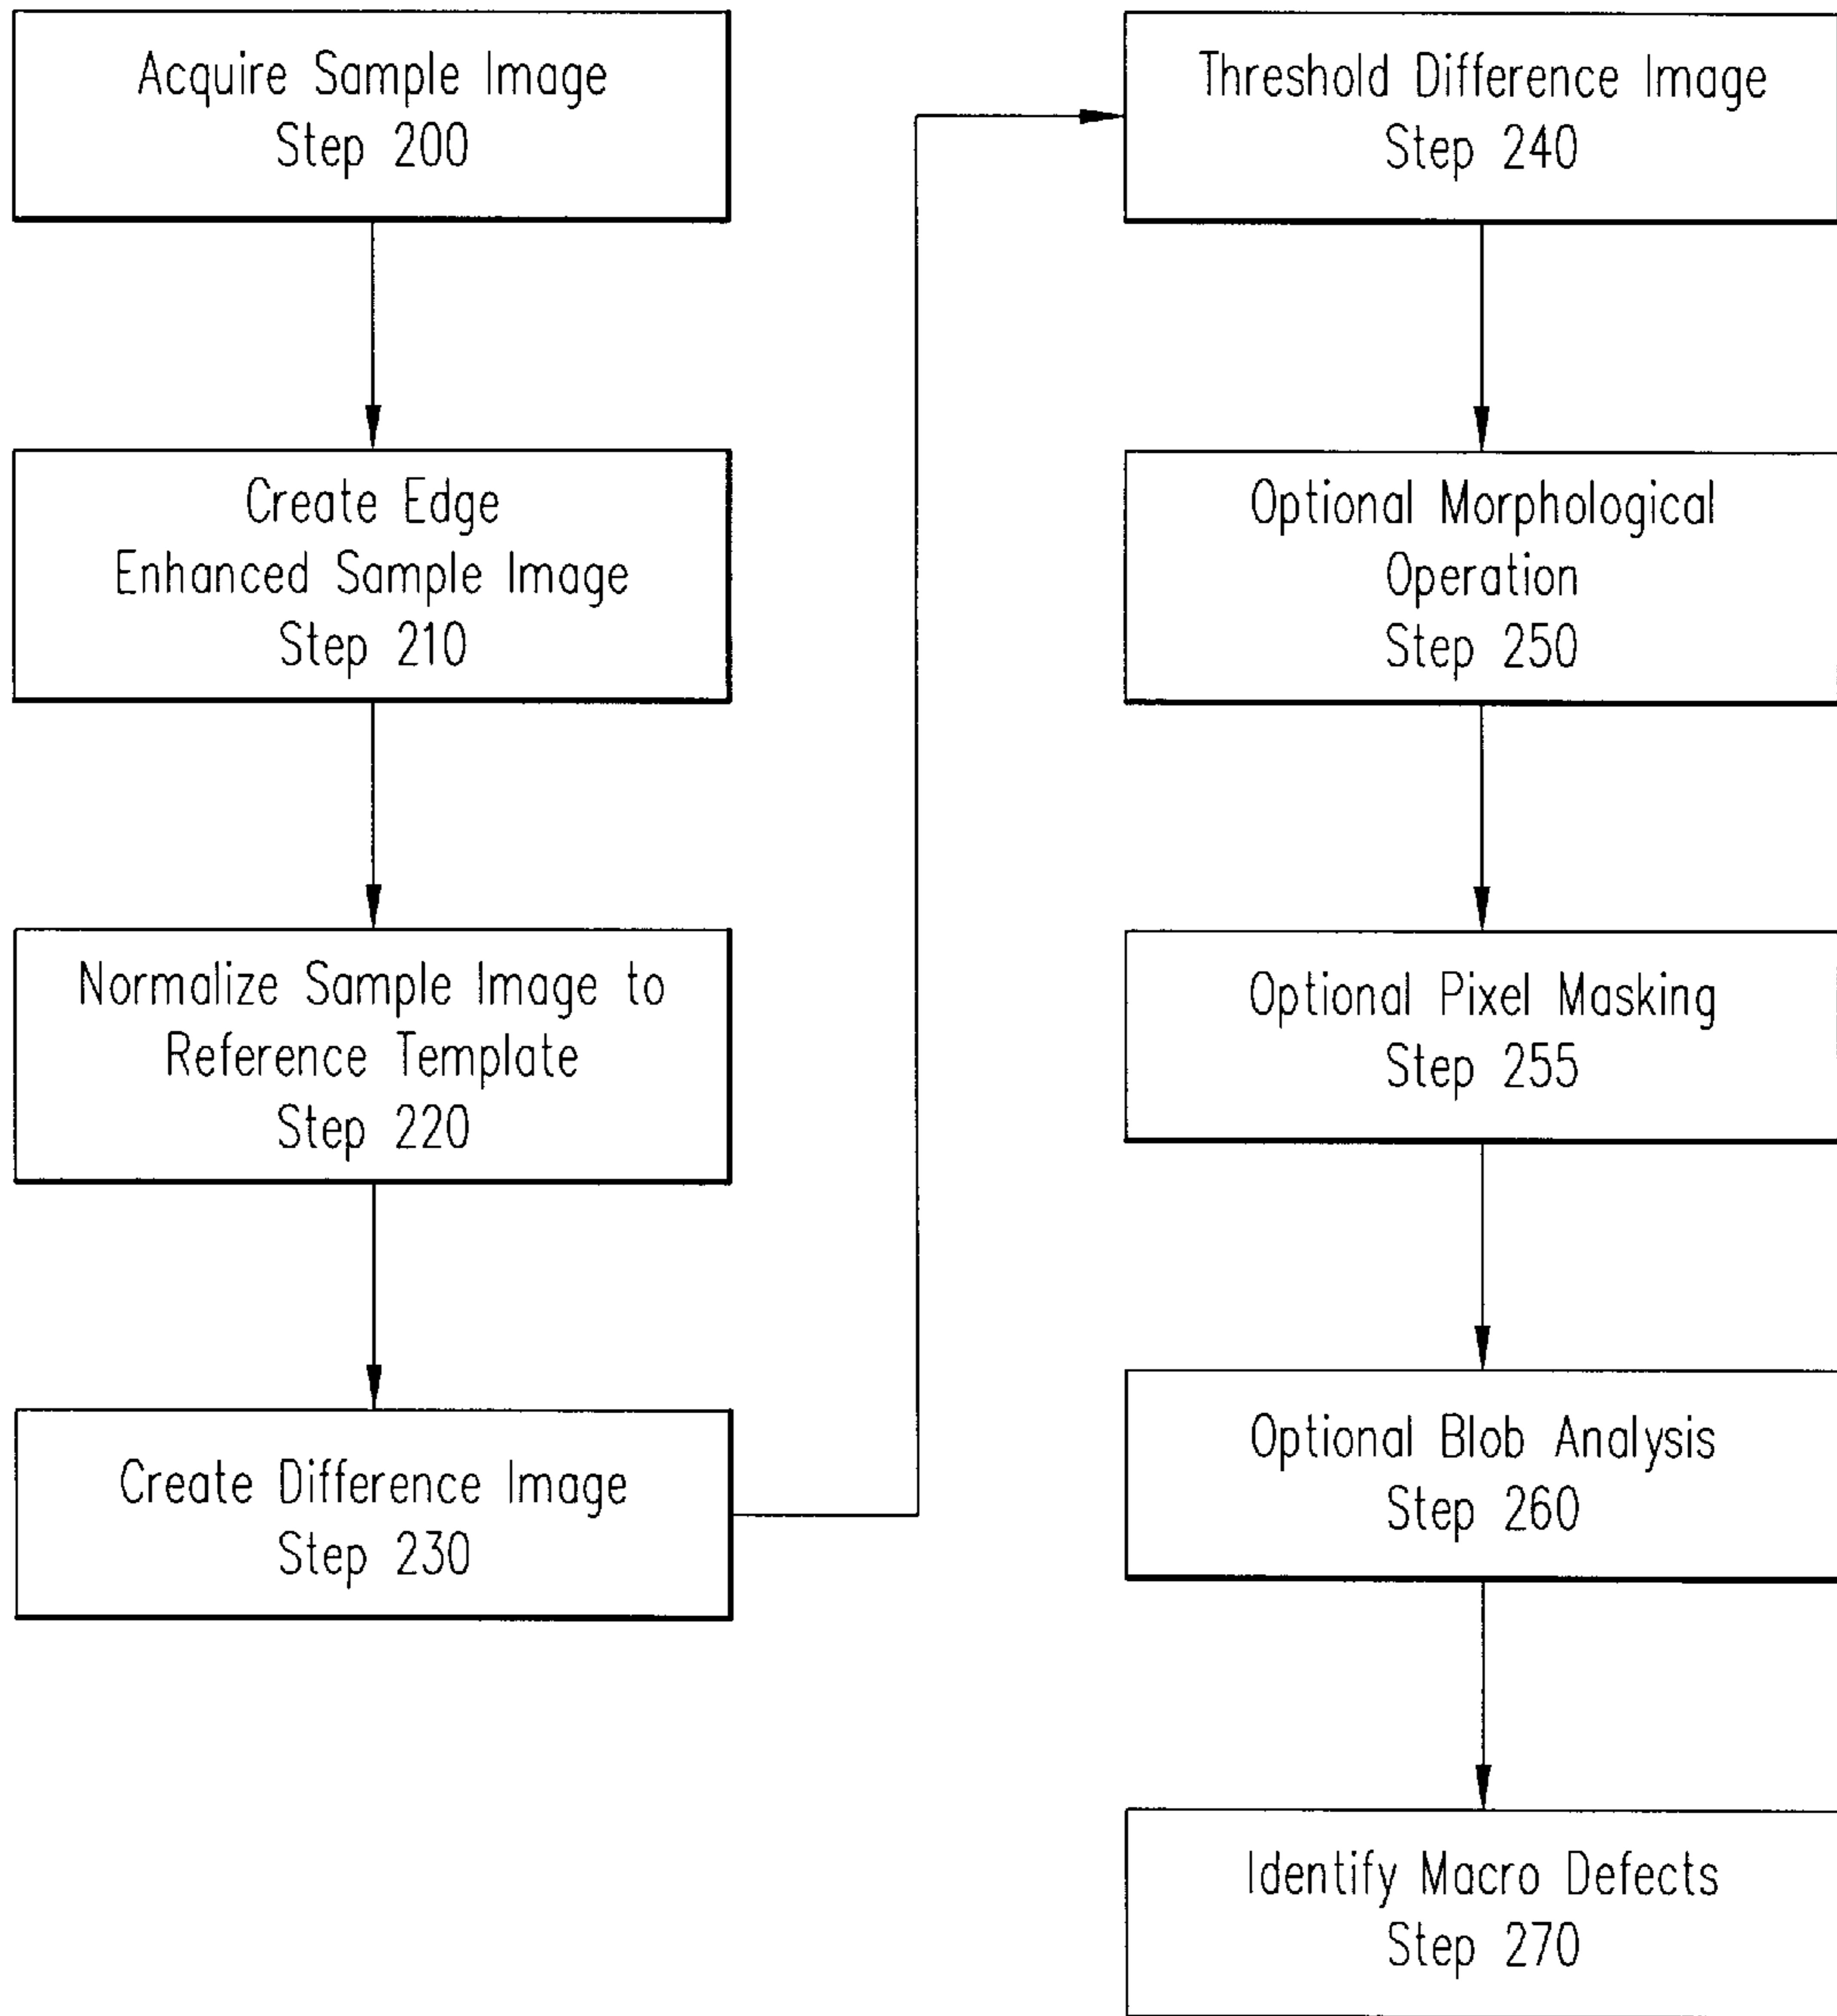 Acquire Sample Image
Step 200
Create Edge
Enhanced Sample Image
Step 210
Normalize Sample Image to
Reference Template
Step 220
Create Difference Image
Step 230
Threshold Difference Image
Step 240
Optional Morphological
Operation
Step 250
Optional Pixel Masking
Step 255
Optional Blob Analysis
Step 260
Identify Macro Defects
Step 270